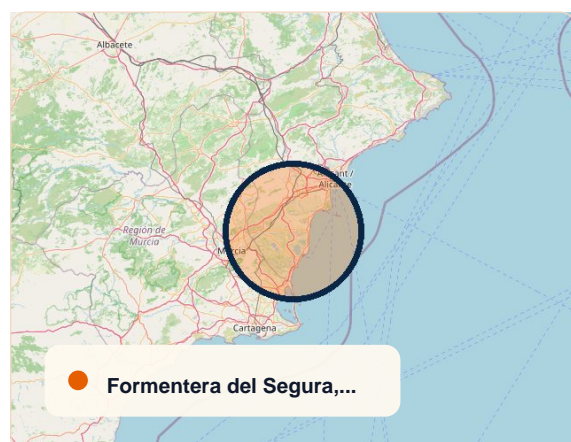 Albacete
Alacant /
Alicante
Región de
Murcia
Murcia
Cartagena
Formentera del Segura,...